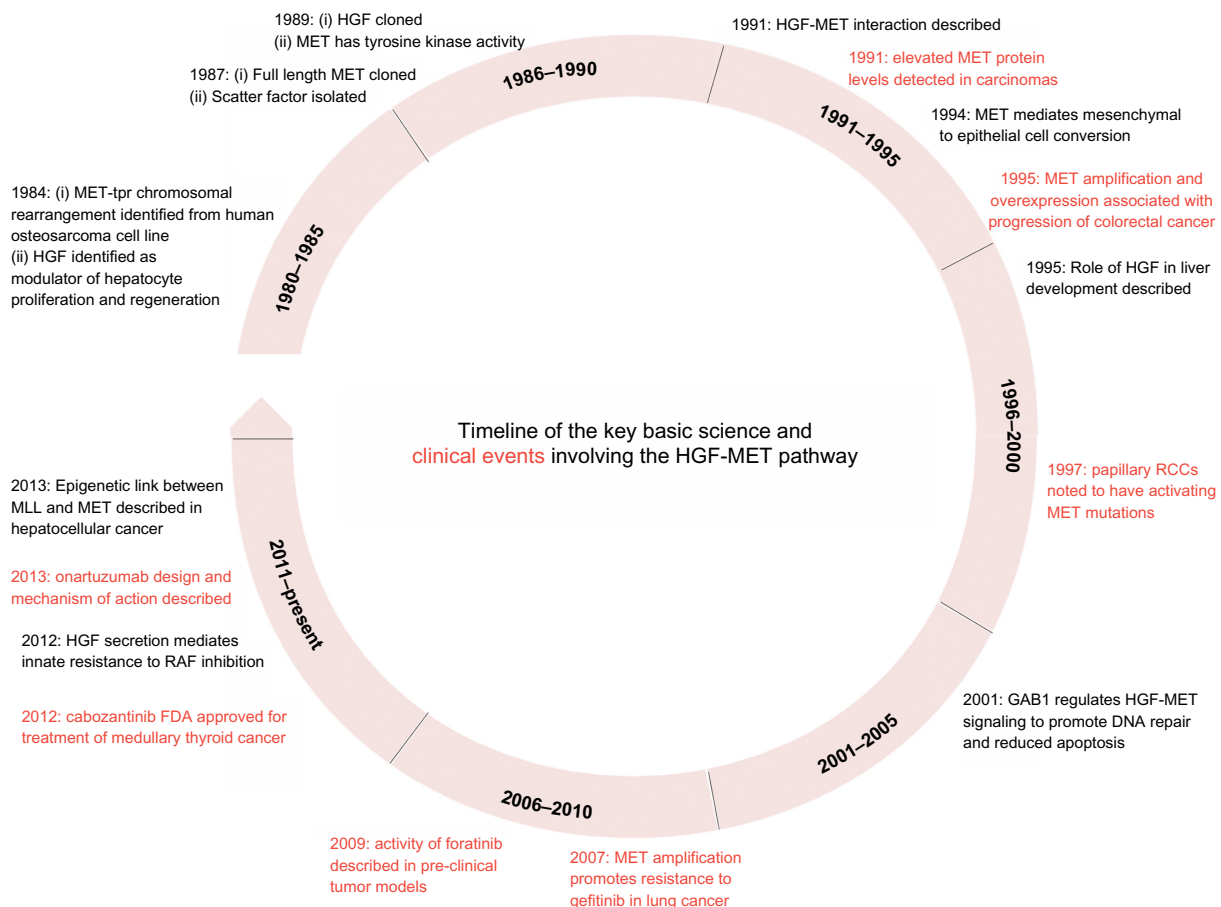 1989: (i) HGF cloned
(ii) MET has tyrosine kinase activity
1987: (i) Full length MET cloned
(ii) Scatter factor isolated
1984: (i) MET-tpr chromosomal
rearrangement identified from human
osteosarcoma cell line
(ii) HGF identified as
modulator of hepatocyte
proliferation and regeneration
1980–1985
1986–1990
1991: HGF-MET interaction described
1991: elevated MET protein
levels detected in carcinomas
1991–1995
1994: MET mediates mesenchymal
to epithelial cell conversion
1995: MET amplification and
overexpression associated with
progression of colorectal cancer
1995: Role of HGF in liver
development described
1996–2000
1997: papillary RCCs
noted to have activating
MET mutations
Timeline of the key basic science and
clinical events involving the HGF-MET pathway
2001: GAB1 regulates HGF-MET
signaling to promote DNA repair
and reduced apoptosis
2001–2005
2007: MET amplification
promotes resistance to
gefitinib in lung cancer
2006–2010
2009: activity of foratinib
described in pre-clinical
tumor models
2011–present
2013: Epigenetic link between
MLL and MET described in
hepatocellular cancer
2013: onartuzumab design and
mechanism of action described
2012: HGF secretion mediates
innate resistance to RAF inhibition
2012: cabozantinib FDA approved for
treatment of medullary thyroid cancer